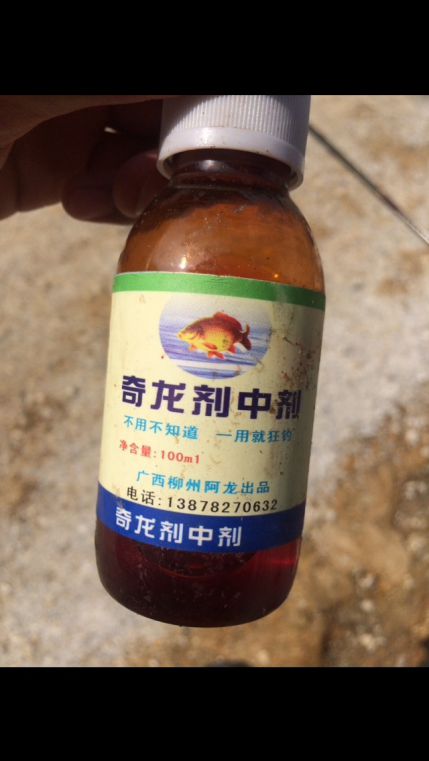 奇龙剂中剂
不用不知道 一用就狂钓
净含量:100ml
广西柳州阿龙出品
电话:13878270632
奇龙剂中剂